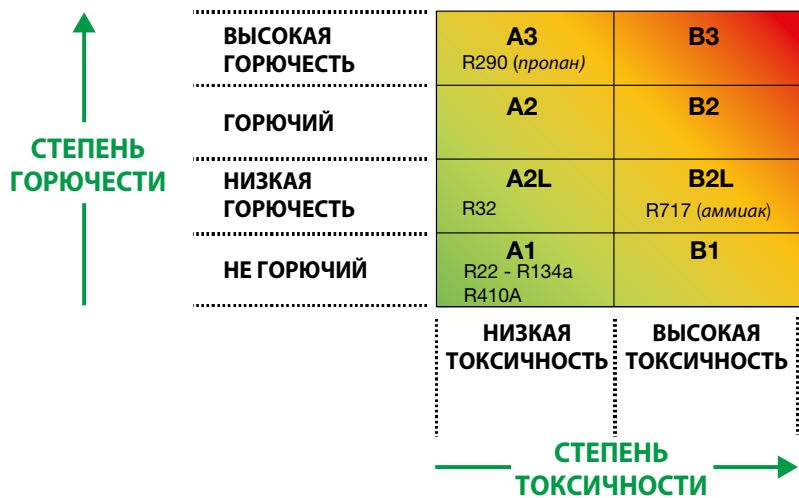 СТЕПЕНЬ
ГОРЮЧЕСТИ
ВЫСОКАЯ
ГОРЮЧЕСТЬ
A3
R290 (пропан)
B3
ГОРЮЧИЙ
A2
B2
НИЗКАЯ
ГОРЮЧЕСТЬ
A2L
R32
B2L
R717 (аммиак)
НЕ ГОРЮЧИЙ
A1
R22 - R134a
R410A
B1
НИЗКАЯ
ТОКСИЧНОСТЬ
ВЫСОКАЯ
ТОКСИЧНОСТЬ
СТЕПЕНЬ
ТОКСИЧНОСТИ